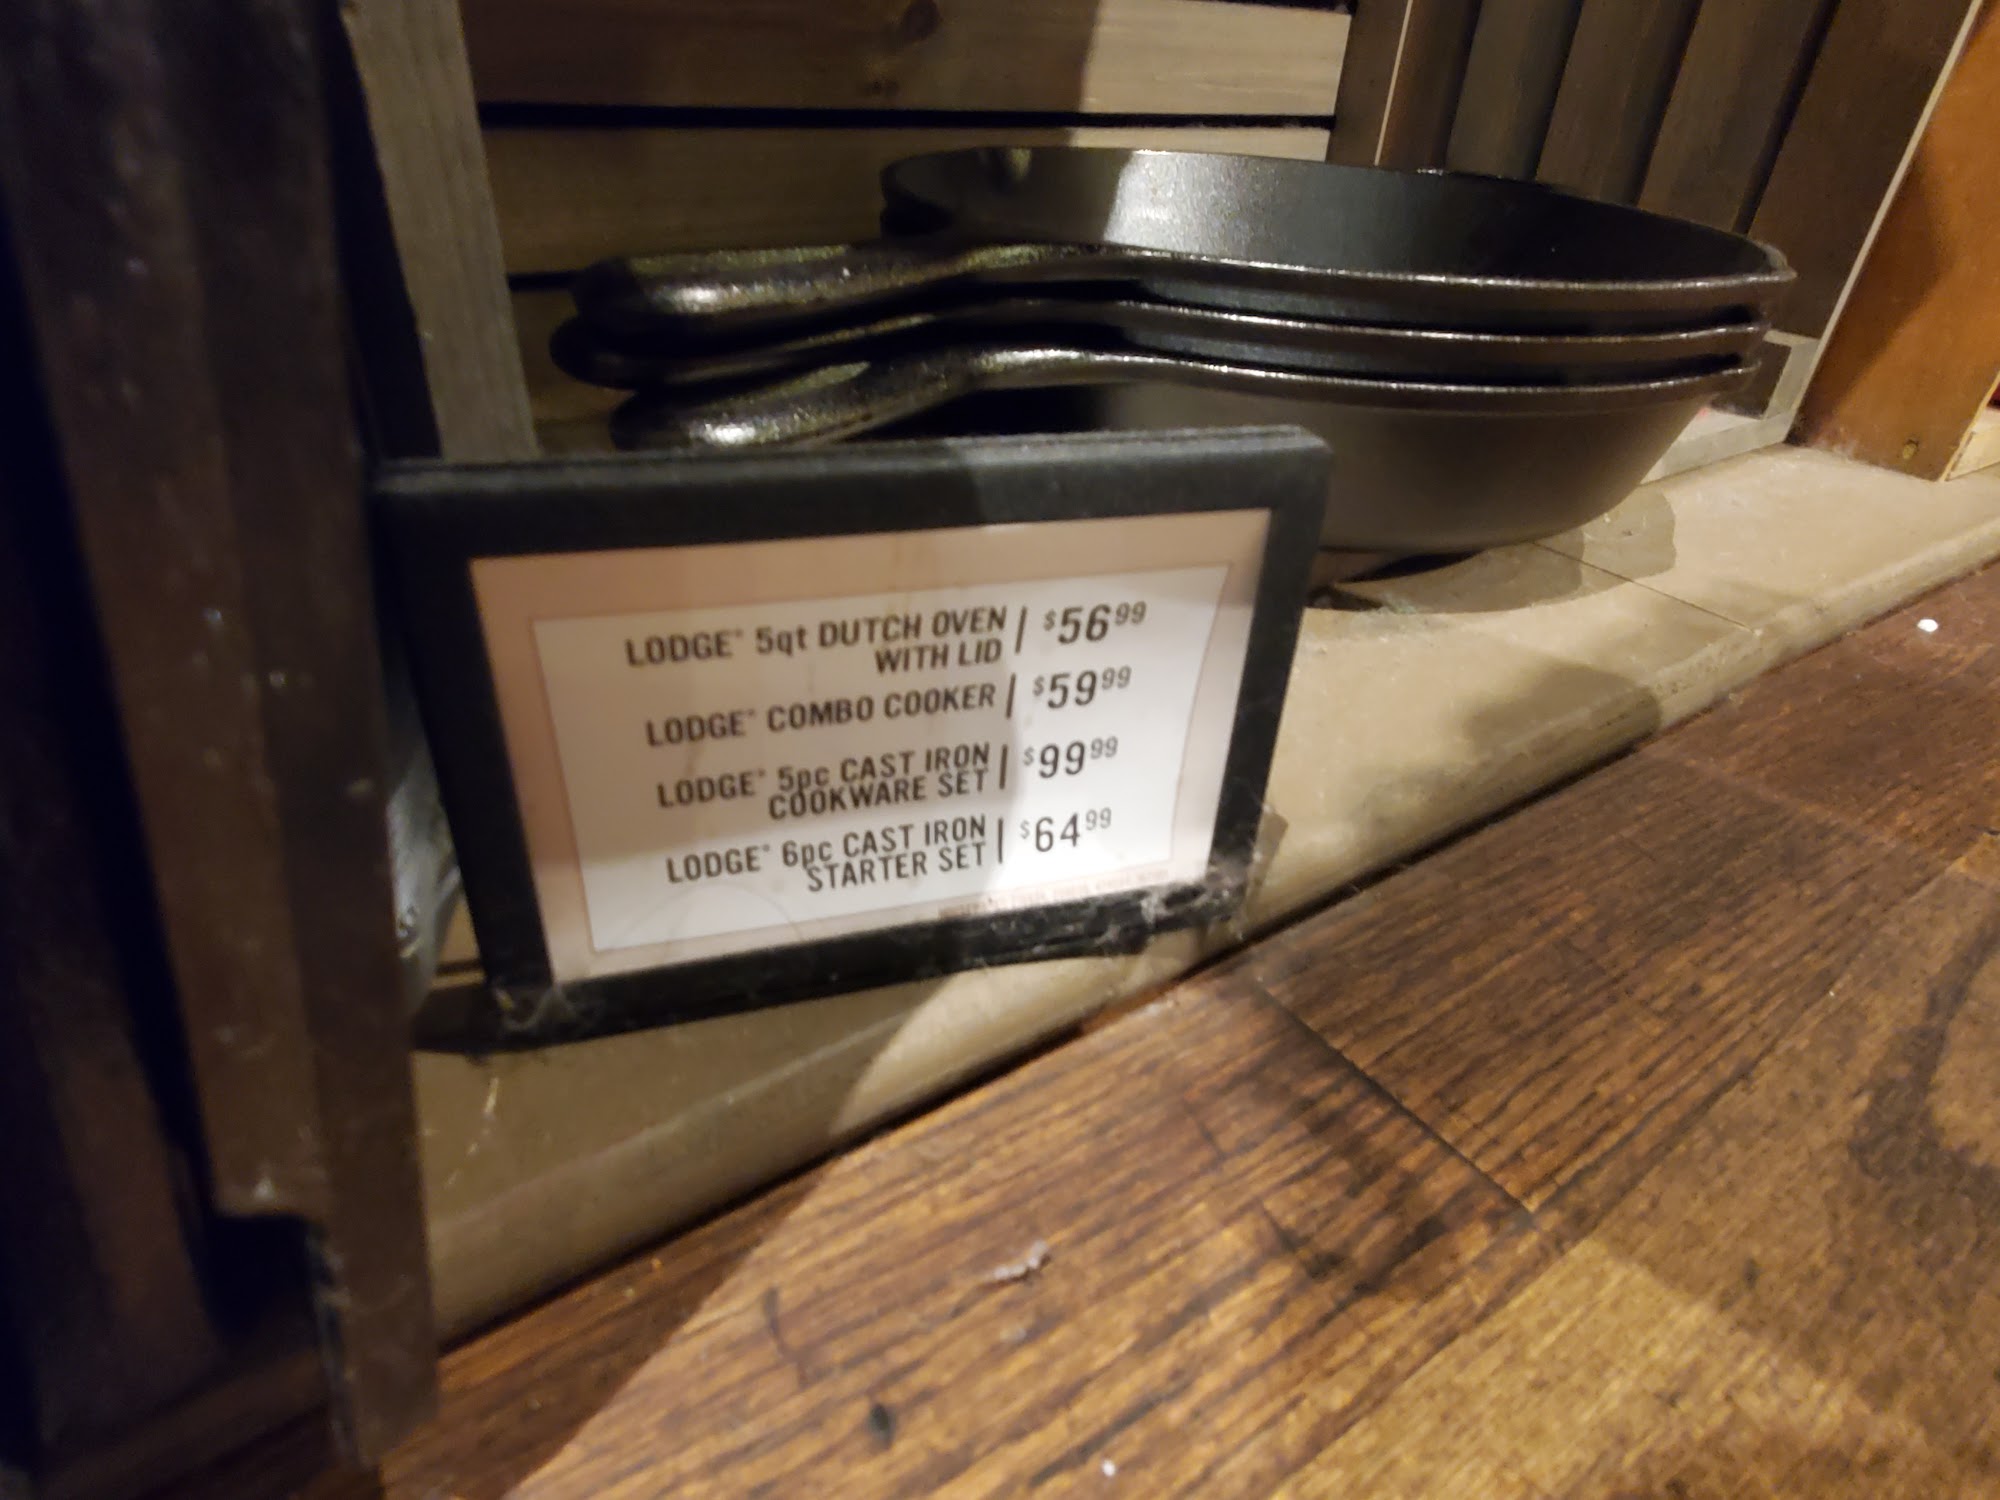 LODGE® 5qt DUTCH OVEN | $56.99
WITH LID
LODGE® COMBO COOKER | $59.99
LODGE® 5pc CAST IRON | $99.99
COOKWARE SET
LODGE® 6pc CAST IRON | $64.99
STARTER SET